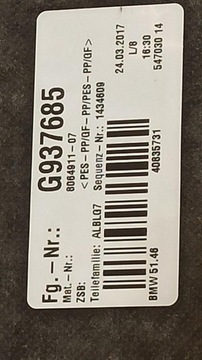 Fg.-Nr.: G937685
Mat.-Nr.: 8064911-07
ZSB: < PES-PP/GF-PP/PES-PP/GF>
Teilefamilie: ALBLQ7 Sequenz-Nr.: 1434609
BMW 51.46 40835731
24.03.2017
L/8
16:30
547030 14